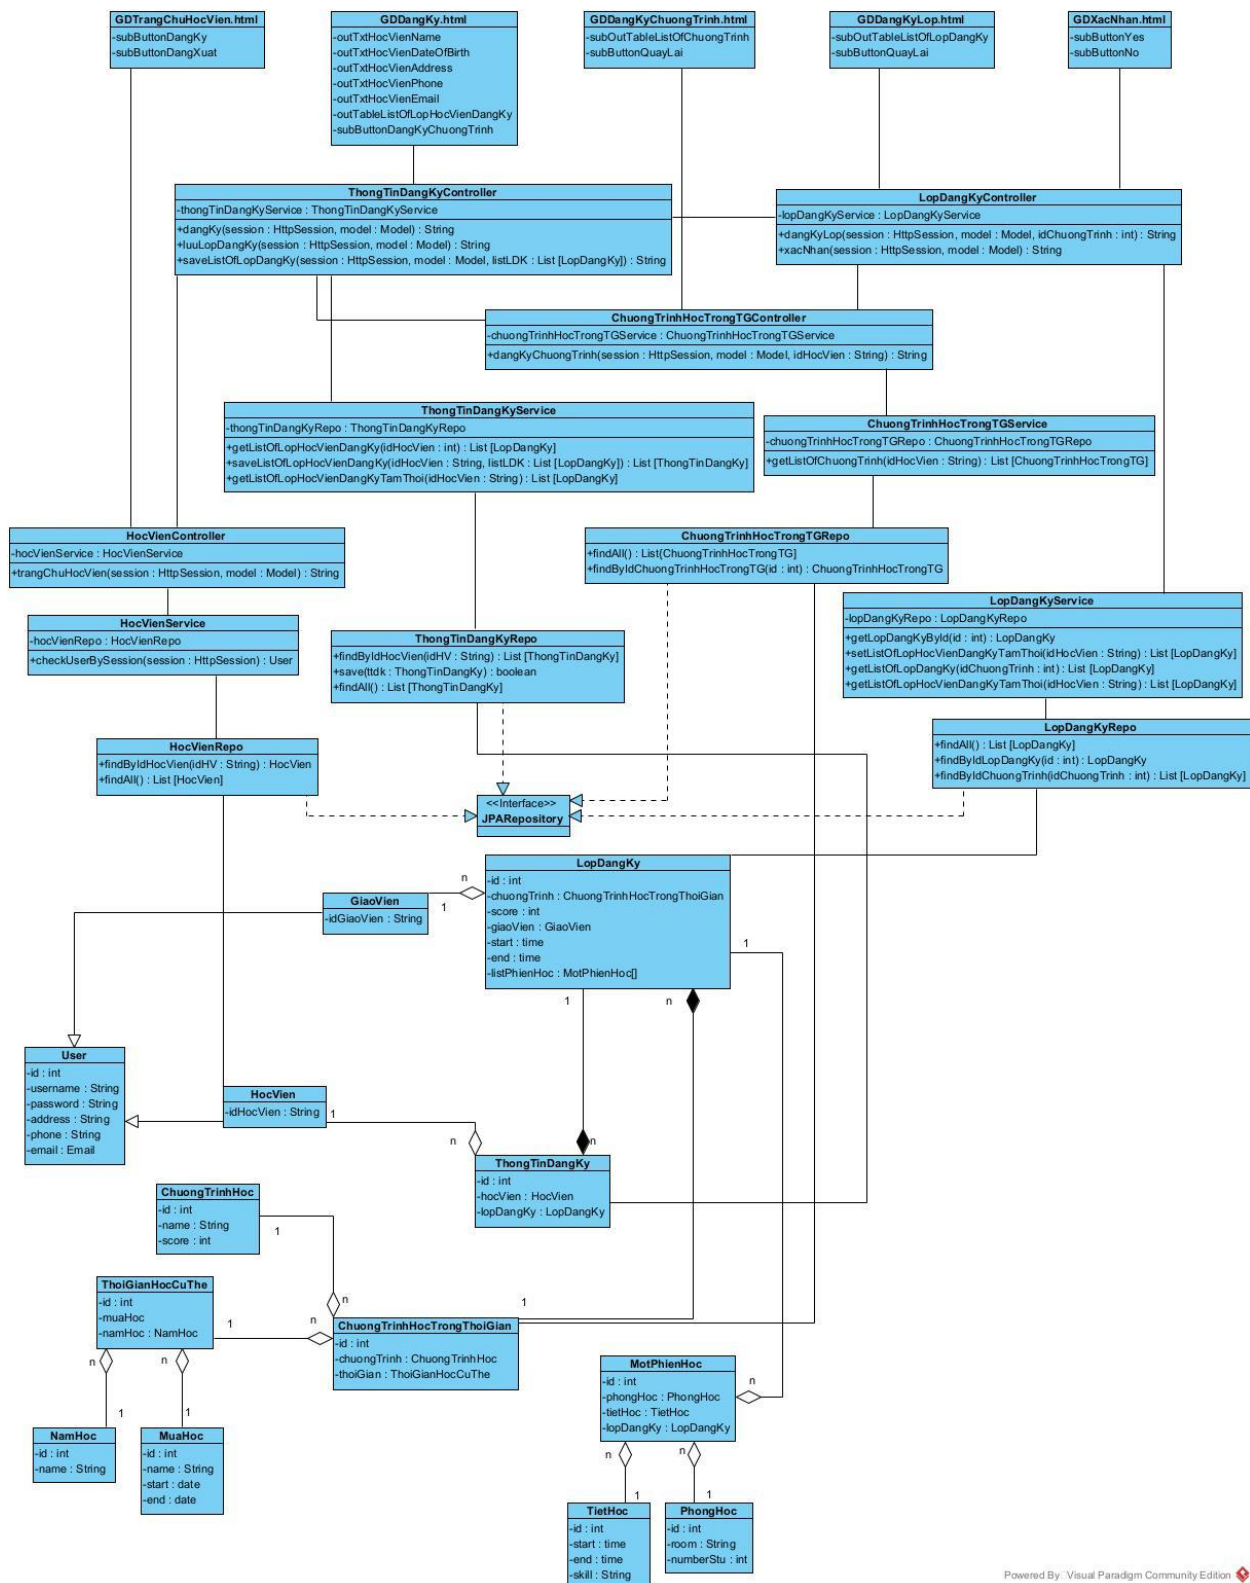 GDTrangChuHocVien.html
-subButtonDangKy
-subButtonDangXuat
GDDangKy.html
-outTxtHocVienName
-outTxtHocVienDateOfBirth
-outTxtHocVienAddress
-outTxtHocVienPhone
-outTxtHocVienEmail
-outTableListOfLopHocVienDangKy
-subButtonDangKyChuongTrinh
GDDangKyChuongTrinh.html
-subOutTableListOfChuongTrinh
-subButtonQuayLai
GDDangKyLop.html
-subOutTableListOfLopDangKy
-subButtonQuayLai
GDXacNhan.html
-subButtonYes
-subButtonNo
ThongTinDangKyController
-thongTinDangKyService : ThongTinDangKyService
+dangKy(session : HttpSession, model : Model) : String
+luuLopDangKy(session : HttpSession, model : Model) : String
+saveListOfLopDangKy(session : HttpSession, model : Model, listLDK : List [LopDangKy]) : String
LopDangKyController
-lopDangKyService : LopDangKyService
+dangKyLop(session : HttpSession, model : Model, idChuongTrinh : int) : String
+xacNhan(session : HttpSession, model : Model) : String
ChuongTrinhHocTrongTGController
-chuongTrinhHocTrongTGService : ChuongTrinhHocTrongTGService
+dangKyChuongTrinh(session : HttpSession, model : Model, idHocVien : String) : String
ThongTinDangKyService
-thongTinDangKyRepo : ThongTinDangKyRepo
+getListOfLopHocVienDangKy(idHocVien : int) : List [LopDangKy]
+saveListOfLopHocVienDangKy(idHocVien : String, listLDK : List [LopDangKy]) : List [ThongTinDangKy]
+getListOfLopHocVienDangKyTamThoi(idHocVien : String) : List [LopDangKy]
ChuongTrinhHocTrongTGService
-chuongTrinhHocTrongTGRepo : ChuongTrinhHocTrongTGRepo
+getListOfChuongTrinh(idHocVien : String) : List [ChuongTrinhHocTrongTG]
HocVienController
-hocVienService : HocVienService
+trangChuHocVien(session : HttpSession, model : Model) : String
ChuongTrinhHocTrongTGRepo
+findAll() : List{ChuongTrinhHocTrongTG]
+findByIdChuongTrinhHocTrongTG(id : int) : ChuongTrinhHocTrongTG
HocVienService
-hocVienRepo : HocVienRepo
+checkUserBySession(session : HttpSession) : User
LopDangKyService
-lopDangKyRepo : LopDangKyRepo
+getLopDangKyById(id : int) : LopDangKy
+setListOfLopHocVienDangKyTamThoi(idHocVien : String) : List [LopDangKy]
+getListOfLopDangKy(idChuongTrinh : int) : List [LopDangKy]
+getListOfLopHocVienDangKyTamThoi(idHocVien : String) : List [LopDangKy]
ThongTinDangKyRepo
+findByIdHocVien(idHV : String) : List [ThongTinDangKy]
+save(ttdk : ThongTinDangKy) : boolean
+findAll() : List [ThongTinDangKy]
HocVienRepo
+findByIdHocVien(idHV : String) : HocVien
+findAll() : List [HocVien]
LopDangKyRepo
+findAll() : List [LopDangKy]
+findByIdLopDangKy(id : int) : LopDangKy
+findByIdChuongTrinh(idChuongTrinh : int) : List [LopDangKy]
<<Interface>>
JPARepository
LopDangKy
-id : int
-chuongTrinh : ChuongTrinhHocTrongThoiGian
-score : int
-giaoVien : GiaoVien
-start : time
-end : time
-listPhienHoc : MotPhienHoc[]
n
1
GiaoVien
-idGiaoVien : String
1
1
n
User
-id : int
-username : String
-password : String
-address : String
-phone : String
-email : Email
HocVien
-idHocVien : String
1
n
n
ThongTinDangKy
-id : int
-hocVien : HocVien
-lopDangKy : LopDangKy
ChuongTrinhHoc
-id : int
-name : String
-score : int
1
n
ThoiGianHocCuThe
-id : int
-muaHoc
-namHoc : NamHoc
1
n
1
ChuongTrinhHocTrongThoiGian
-id : int
-chuongTrinh : ChuongTrinhHoc
-thoiGian : ThoiGianHocCuThe
n
n
1
1
NamHoc
-id : int
-name : String
MuaHoc
-id : int
-name : String
-start : date
-end : date
MotPhienHoc
-id : int
-phongHoc : PhongHoc
-tietHoc : TietHoc
-lopDangKy : LopDangKy
n
n
n
1
1
TietHoc
-id : int
-start : time
-end : time
-skill : String
PhongHoc
-id : int
-room : String
-numberStu : int
Powered By: Visual Paradigm Community Edition